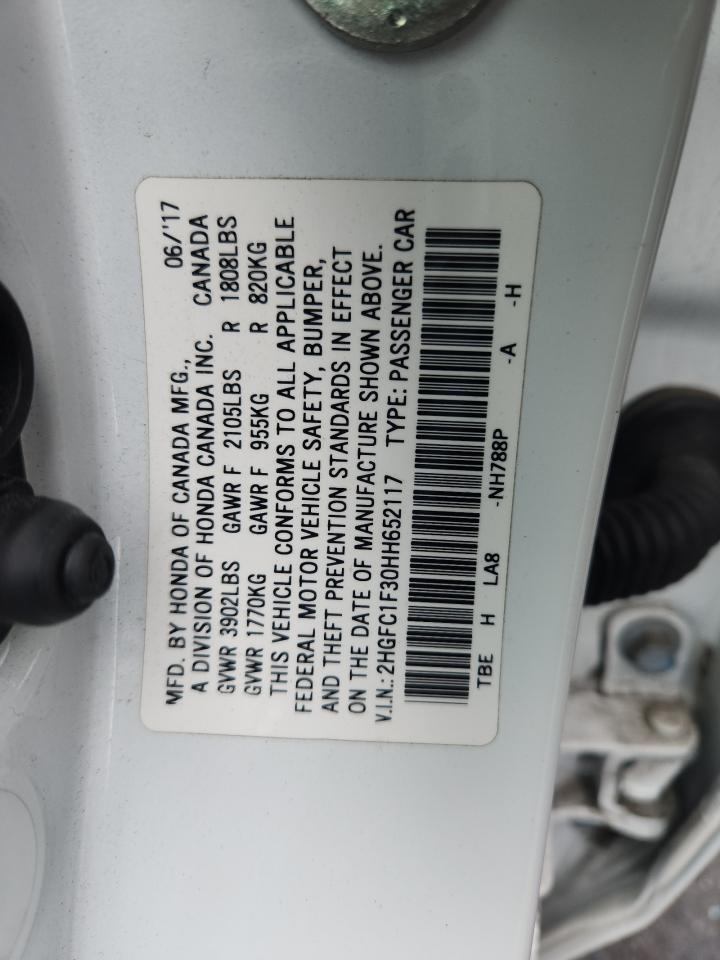 MFD. BY HONDA OF CANADA MFG., 06/'17
A DIVISION OF HONDA CANADA INC. CANADA
GVWR 3902LBS GAWR F 2105LBS R 1808LBS
GVWR 1770KG GAWR F 955KG R 820KG
THIS VEHICLE CONFORMS TO ALL APPLICABLE
FEDERAL MOTOR VEHICLE SAFETY, BUMPER,
AND THEFT PREVENTION STANDARDS IN EFFECT
ON THE DATE OF MANUFACTURE SHOWN ABOVE.
V.I.N.: 2HGFC1F30HH652117 TYPE: PASSENGER CAR
TBE H LA8 -NH788P -A -H